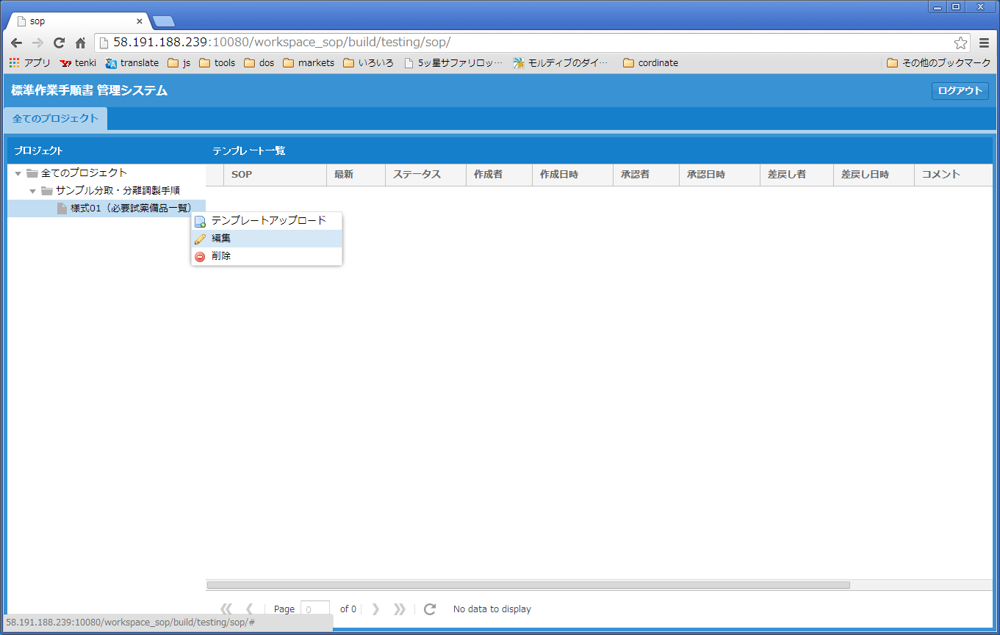 sop
58.191.188.239:10080/workspace_sop/build/testing/sop/
アプリ tenki translate js tools dos markets いろいろ 5ッ星サファリロッ… モルディブのダイ… cordinate その他のブックマーク
標準作業手順書 管理システム ログアウト
全てのプロジェクト
プロジェクト テンプレート一覧
全てのプロジェクト SOP 最新 ステータス 作成者 作成日時 承認者 承認日時 差戻し者 差戻し日時 コメント
サンプル分取・分離調製手順
様式01（必要試薬備品一覧）
テンプレートアップロード
編集
削除
Page 0 of 0 No data to display
58.191.188.239:10080/workspace_sop/build/testing/sop/#